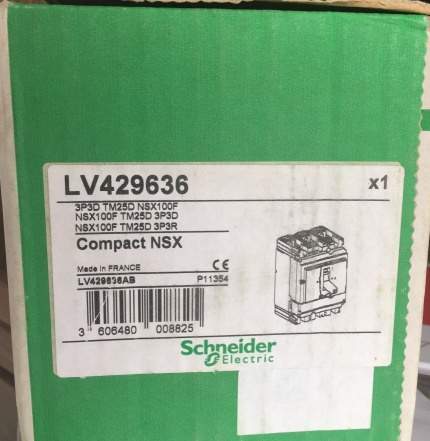 LV429636 x1
3P3D TM25D NSX100F
NSX100F TM25D 3P3D
NSX100F TM25D 3P3R
Compact NSX
Made in FRANCE CE
LV429636AB P11354
3 606480 008825
Schneider
Electric